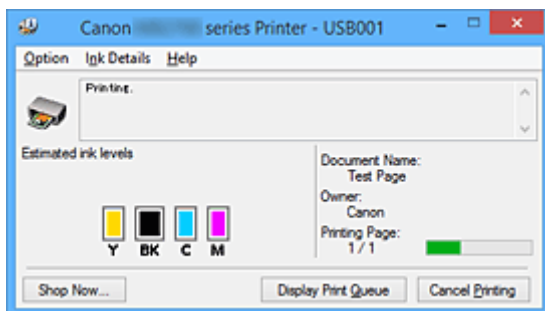 Canon series Printer - USB001
Option Ink Details Help
Printing.
Estimated ink levels
Document Name:
Test Page
Owner:
Canon
Printing Page:
1 / 1
Y BK C M
Shop Now... Display Print Queue Cancel Printing